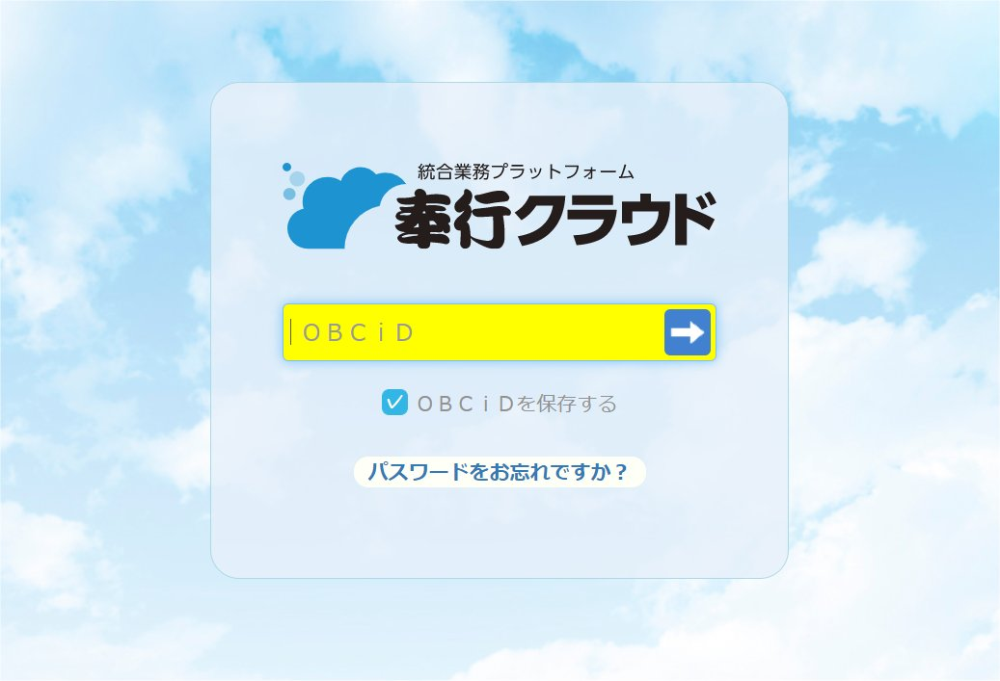 統合業務プラットフォーム
奉行クラウド
ＯＢＣｉＤ
ＯＢＣｉＤを保存する
パスワードをお忘れですか？